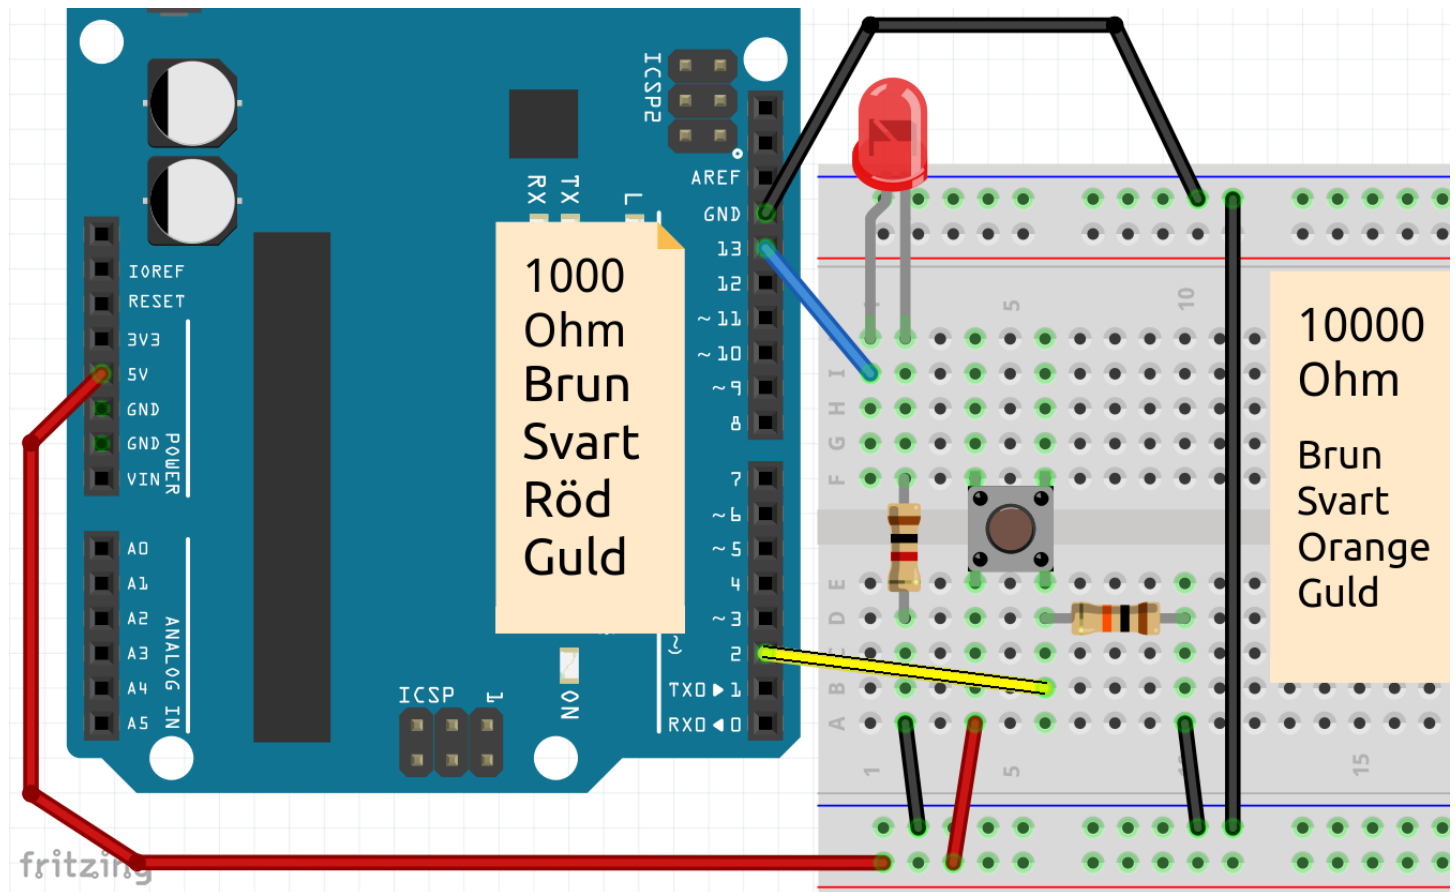 ICSP2
AREF
GND
13
12
~11
~10
~9
8
7
~6
~5
4
~3
2
TX0▶1
RX0◀0
RX
TX
L
IOREF
RESET
3V3
5V
GND
GND
VIN
POWER
A0
A1
A2
A3
A4
A5
ANALOG IN
ICSP
1
ON
1000
Ohm
Brun
Svart
Röd
Guld
10000
Ohm
Brun
Svart
Orange
Guld
5
10
I
H
G
F
E
D
C
B
A
1
5
15
fritzing